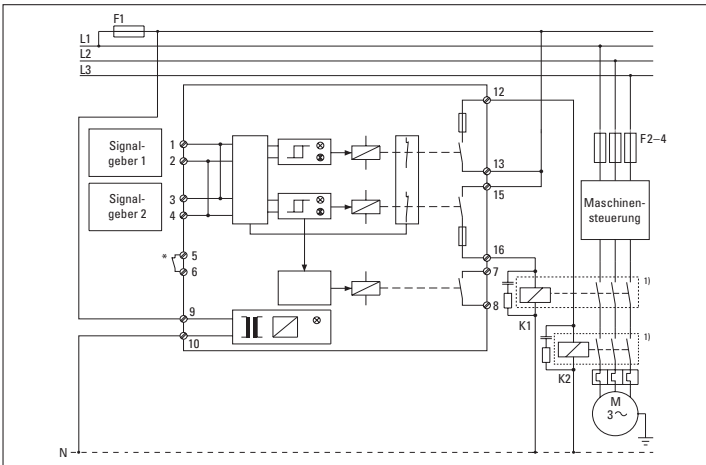 F1
L1
L2
L3
12
Signal-
geber 1
1
2
F2–4
13
Signal-
geber 2
3
4
15
Maschinen-
steuerung
16
* 5
6
7
8
1)
9
K1
10
1)
K2
M
3~
N